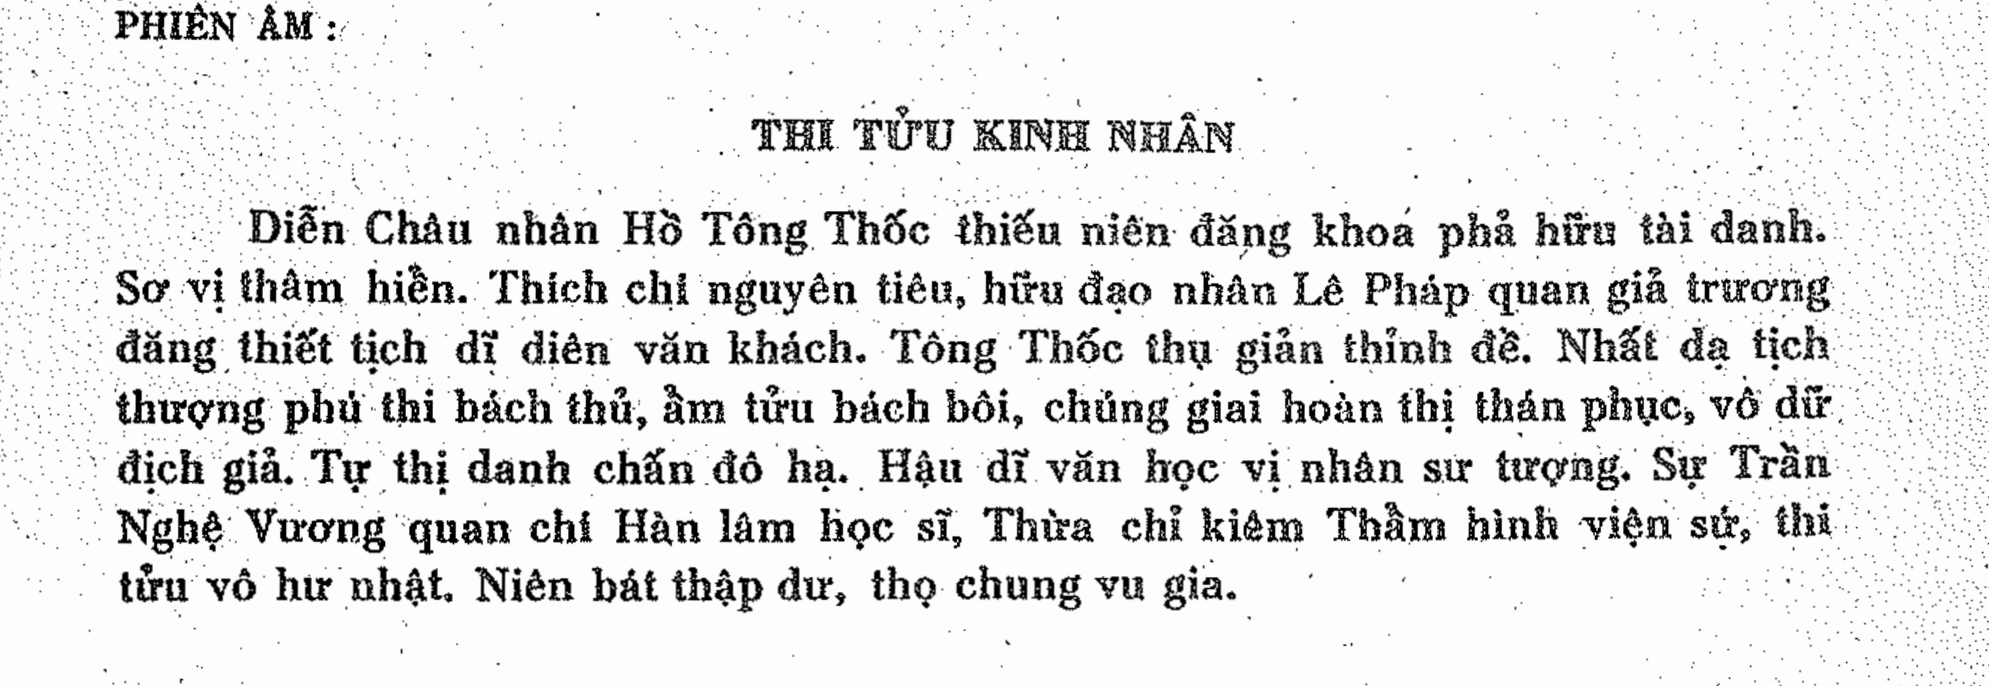 PHIÊN ÂM :
THI TỬU KINH NHÂN
Diễn Châu nhân Hồ Tông Thốc thiếu niên đăng khoa phả hữu tài danh.
Sơ vị thâm hiền. Thích chí nguyên tiêu, hữu đạo nhân Lê Pháp quan giả trương
đăng thiết tịch dĩ diên văn khách. Tông Thốc thụ giản thỉnh đề. Nhất dạ tịch
thượng phú thi bách thủ, ẩm tửu bách bôi, chúng giai hoàn thị thán phục, vô dữ
địch giả. Tự thị danh chấn đô hạ. Hậu dĩ văn học vị nhân sư tượng. Sự Trần
Nghệ Vương quan chí Hàn lâm học sĩ, Thừa chỉ kiêm Thẩm hình viện sứ, thi
tửu vô hư nhật. Niên bát thập dư, thọ chung vu gia.